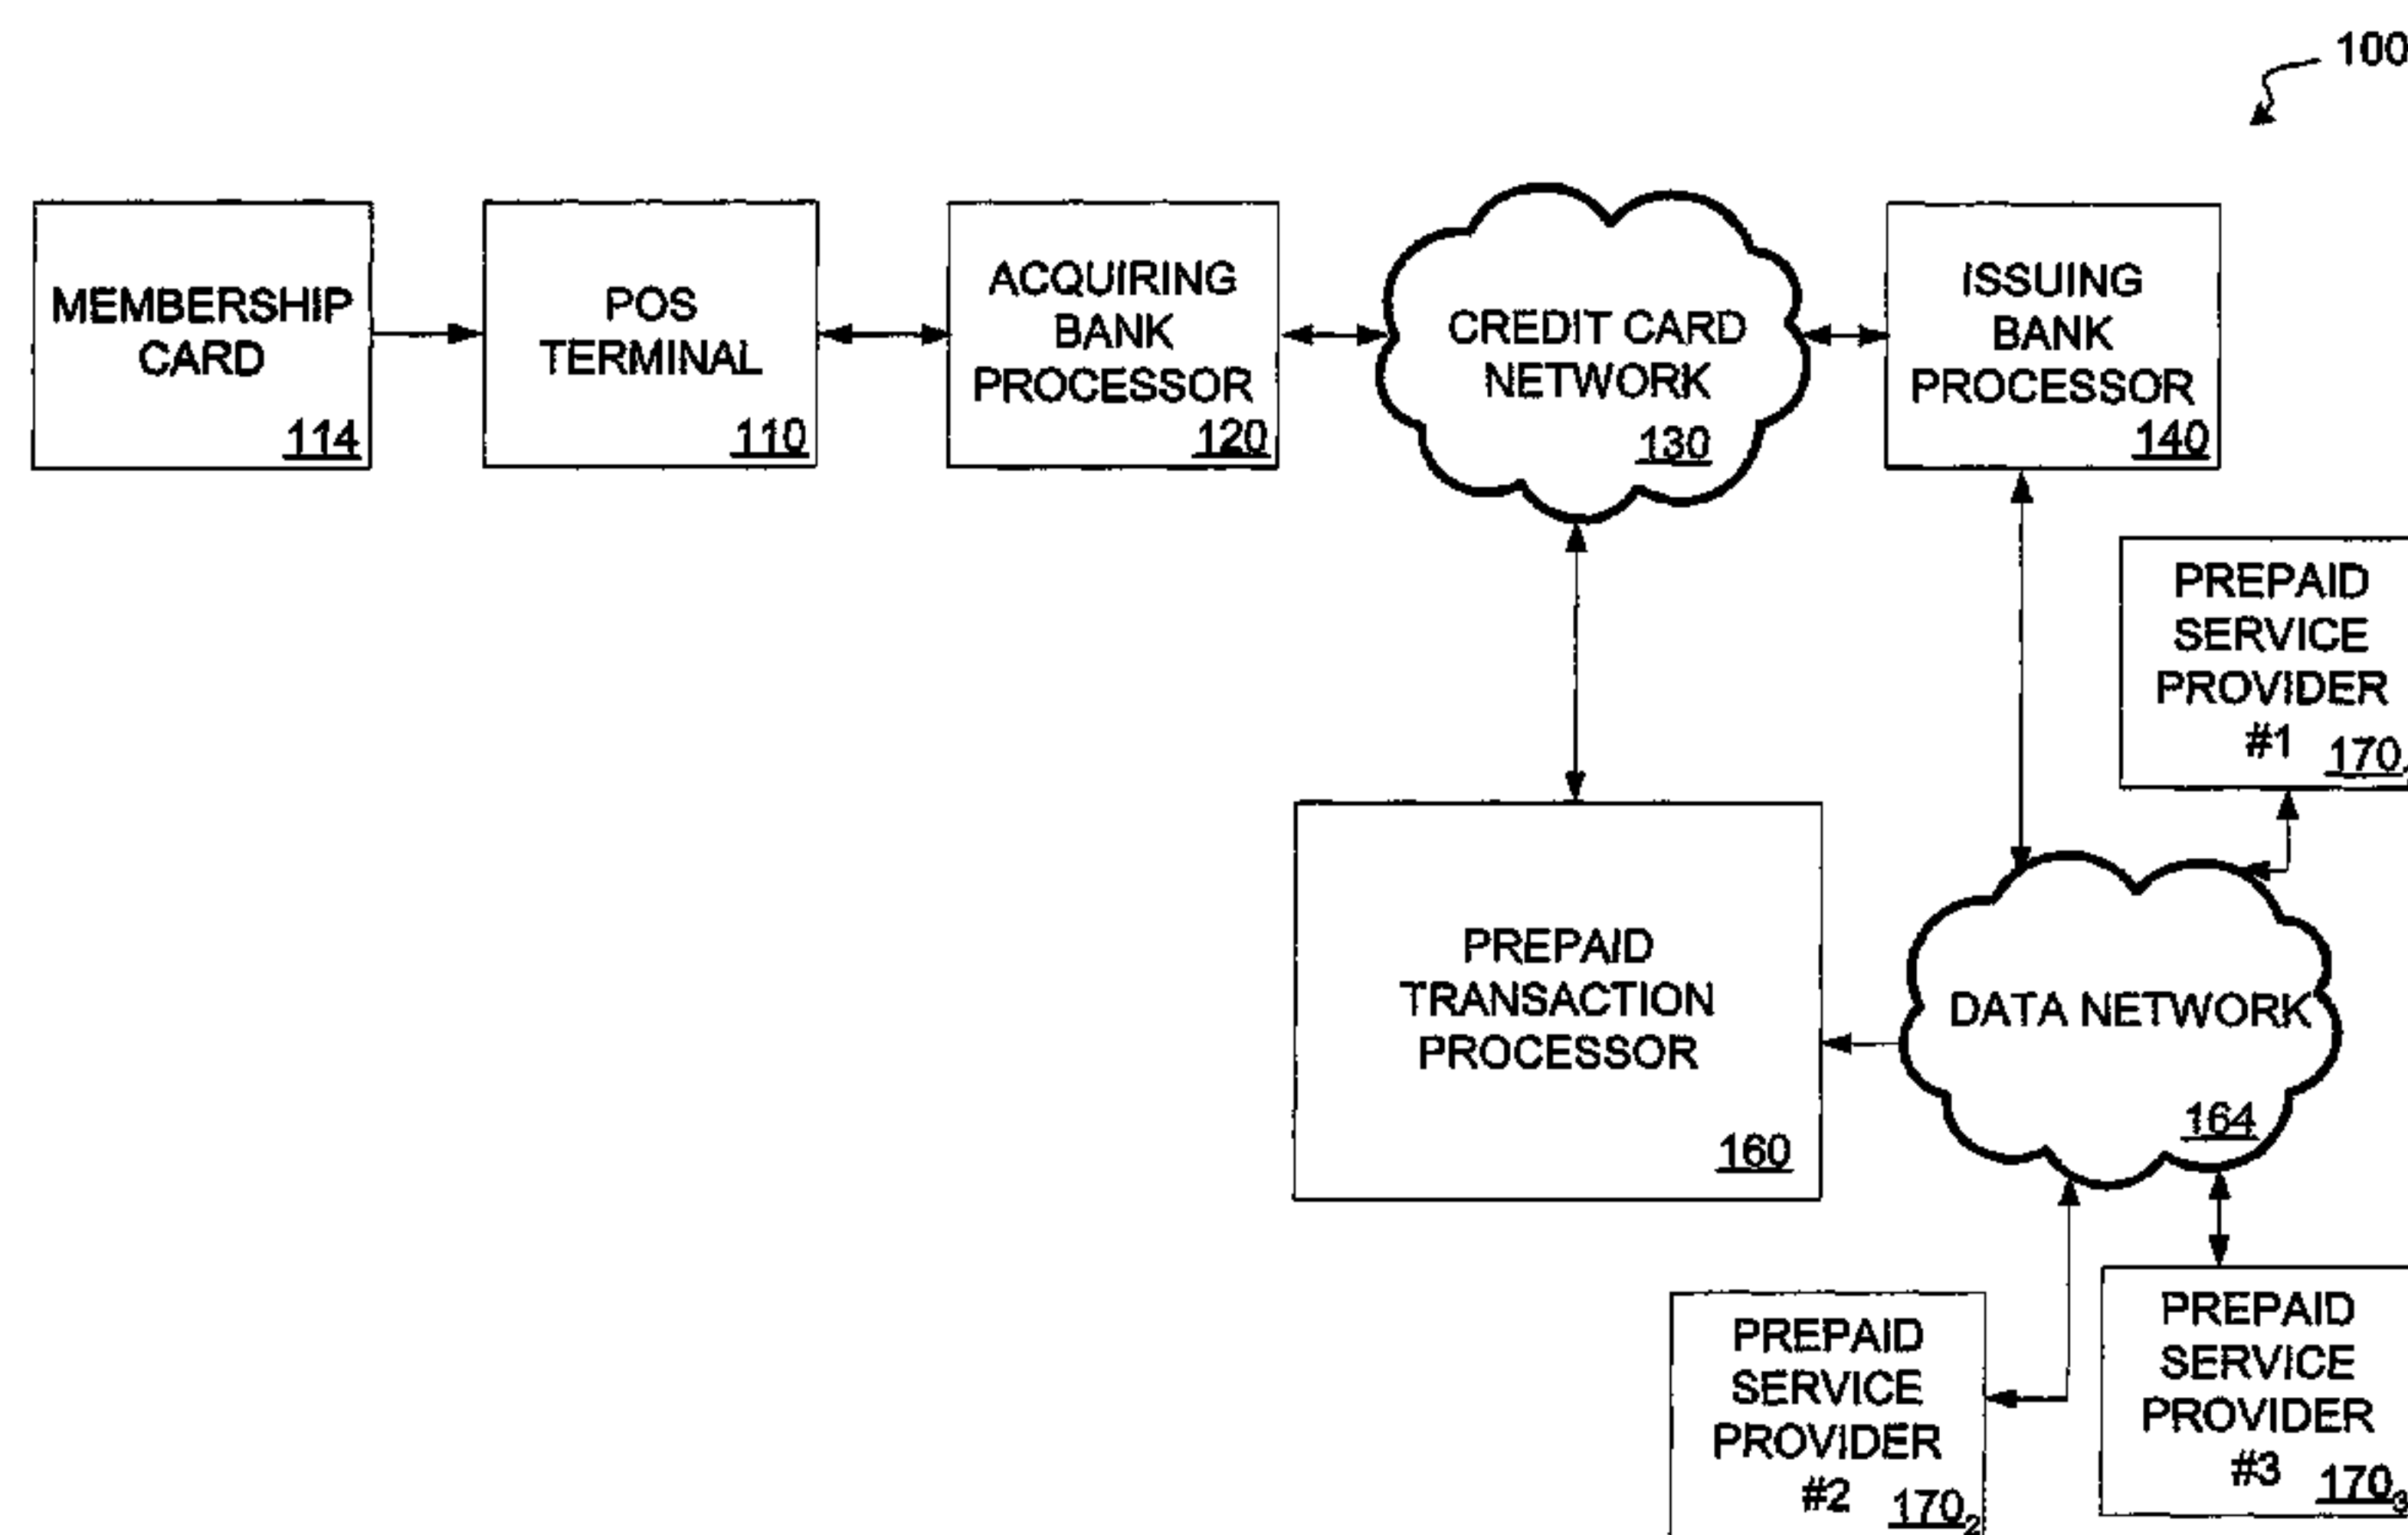 100
MEMBERSHIP
CARD
114
POS
TERMINAL
110
ACQUIRING
BANK
PROCESSOR
120
CREDIT CARD
NETWORK
130
ISSUING
BANK
PROCESSOR
140
PREPAID
SERVICE
PROVIDER
#1
170
PREPAID
TRANSACTION
PROCESSOR
160
DATA NETWORK
164
PREPAID
SERVICE
PROVIDER
#2
170₂
PREPAID
SERVICE
PROVIDER
#3
170₃